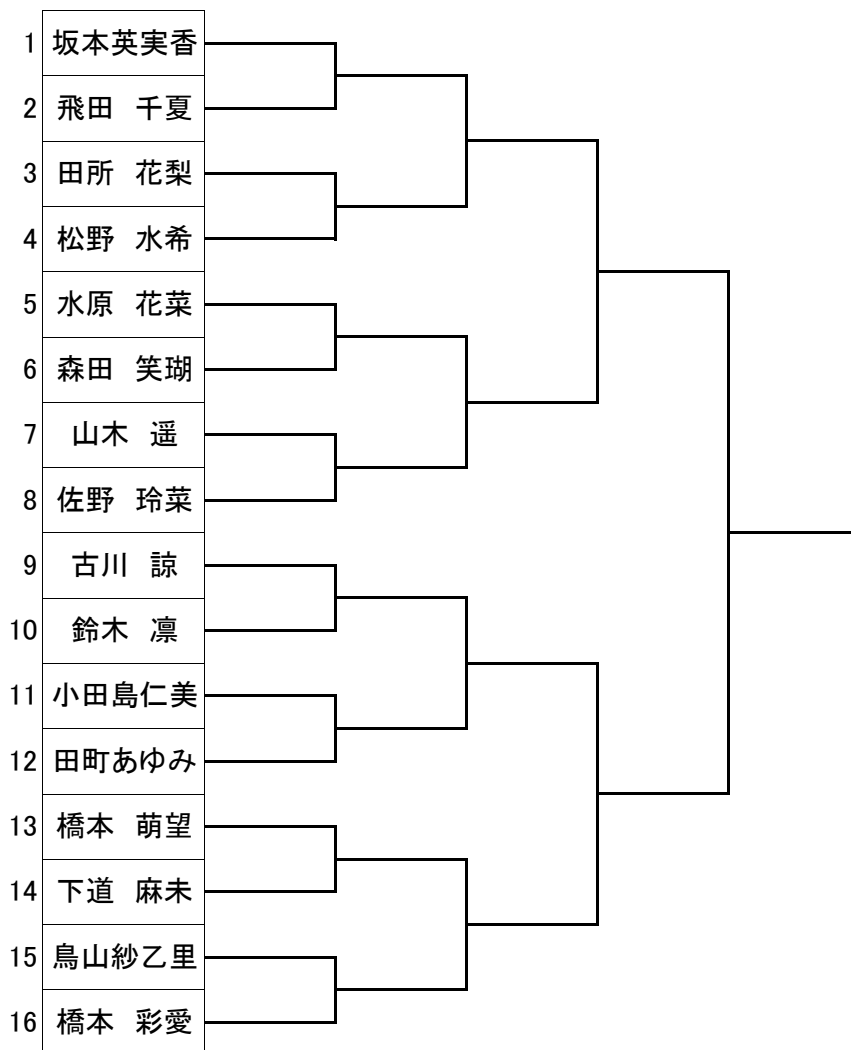 1 坂本英実香
2 飛田 千夏
3 田所 花梨
4 松野 水希
5 水原 花菜
6 森田 笑瑚
7 山木 遥
8 佐野 玲菜
9 古川 諒
10 鈴木 凛
11 小田島仁美
12 田町あゆみ
13 橋本 萌望
14 下道 麻未
15 鳥山紗乙里
16 橋本 彩愛